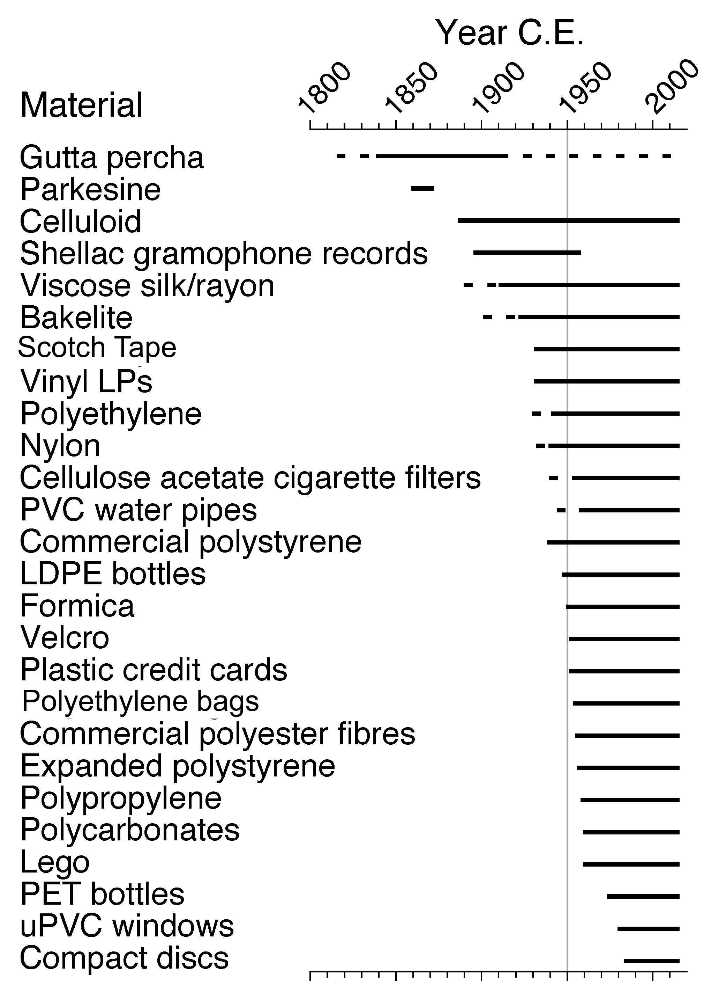 Year C.E.
1800 1850 1900 1950 2000
Material
Gutta percha
Parkesine
Celluloid
Shellac gramophone records
Viscose silk/rayon
Bakelite
Scotch Tape
Vinyl LPs
Polyethylene
Nylon
Cellulose acetate cigarette filters
PVC water pipes
Commercial polystyrene
LDPE bottles
Formica
Velcro
Plastic credit cards
Polyethylene bags
Commercial polyester fibres
Expanded polystyrene
Polypropylene
Polycarbonates
Lego
PET bottles
uPVC windows
Compact discs